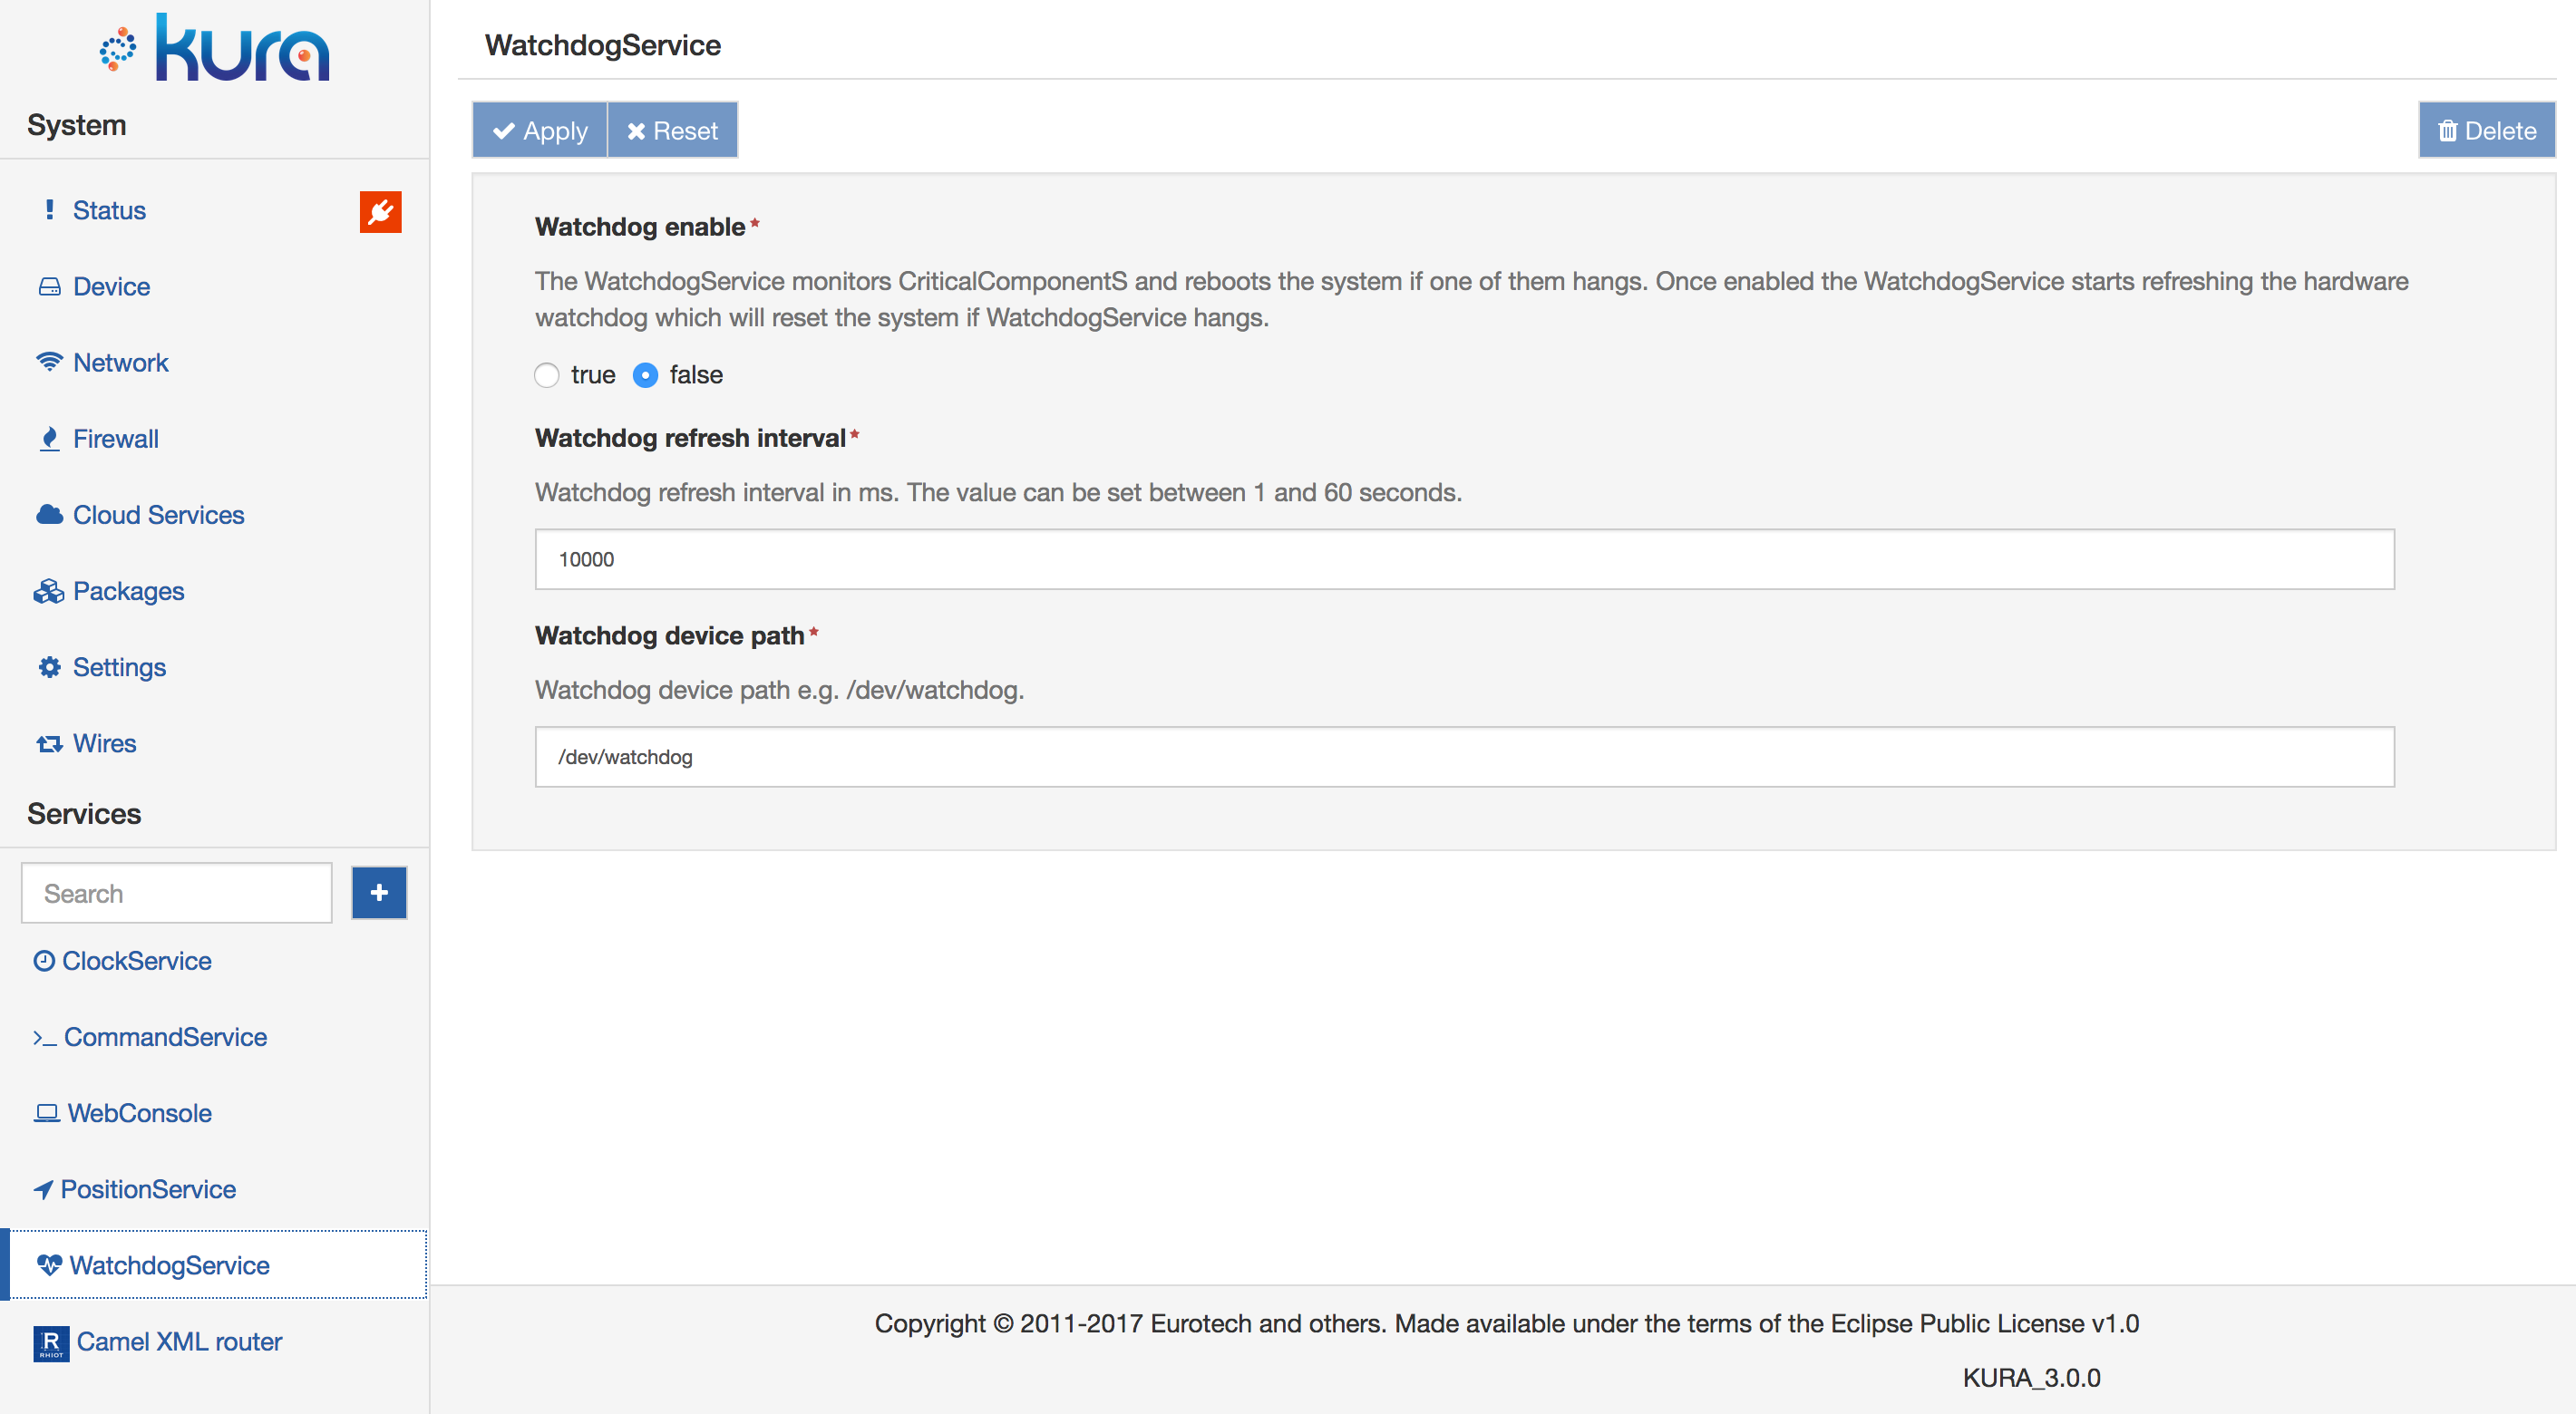 kura
System
Status
Device
Network
Firewall
Cloud Services
Packages
Settings
Wires
Services
Search
ClockService
>_ CommandService
WebConsole
PositionService
WatchdogService
R
RHIOT
Camel XML router
WatchdogService
Apply
Reset
Delete
Watchdog enable*
The WatchdogService monitors CriticalComponentS and reboots the system if one of them hangs. Once enabled the WatchdogService starts refreshing the hardware
watchdog which will reset the system if WatchdogService hangs.
true false
Watchdog refresh interval*
Watchdog refresh interval in ms. The value can be set between 1 and 60 seconds.
10000
Watchdog device path*
Watchdog device path e.g. /dev/watchdog.
/dev/watchdog
Copyright © 2011-2017 Eurotech and others. Made available under the terms of the Eclipse Public License v1.0
KURA_3.0.0